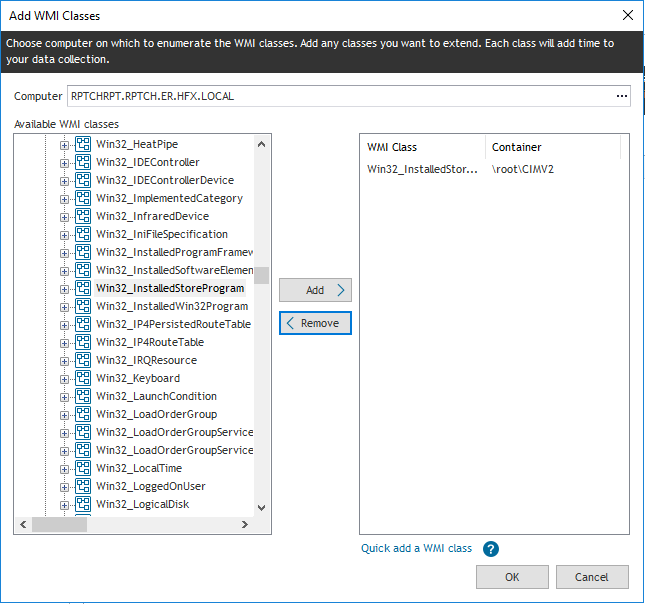 Add WMI Classes
Choose computer on which to enumerate the WMI classes. Add any classes you want to extend. Each class will add time to
your data collection.
Computer RPTCHRPT.RPTCH.ER.HFX.LOCAL ...
Available WMI classes
Win32_HeatPipe
Win32_IDEController
Win32_IDEControllerDevice
Win32_ImplementedCategory
Win32_InfraredDevice
Win32_IniFileSpecification
Win32_InstalledProgramFramew
Win32_InstalledSoftwareElemen
Win32_InstalledStoreProgram
Win32_InstalledWin32Program
Win32_IP4PersistedRouteTable
Win32_IP4RouteTable
Win32_IRQResource
Win32_Keyboard
Win32_LaunchCondition
Win32_LoadOrderGroup
Win32_LoadOrderGroupService
Win32_LoadOrderGroupService
Win32_LocalTime
Win32_LoggedOnUser
Win32_LogicalDisk
Add
Remove
WMI Class Container
Win32_InstalledStor... \root\CIMV2
Quick add a WMI class ?
OK Cancel